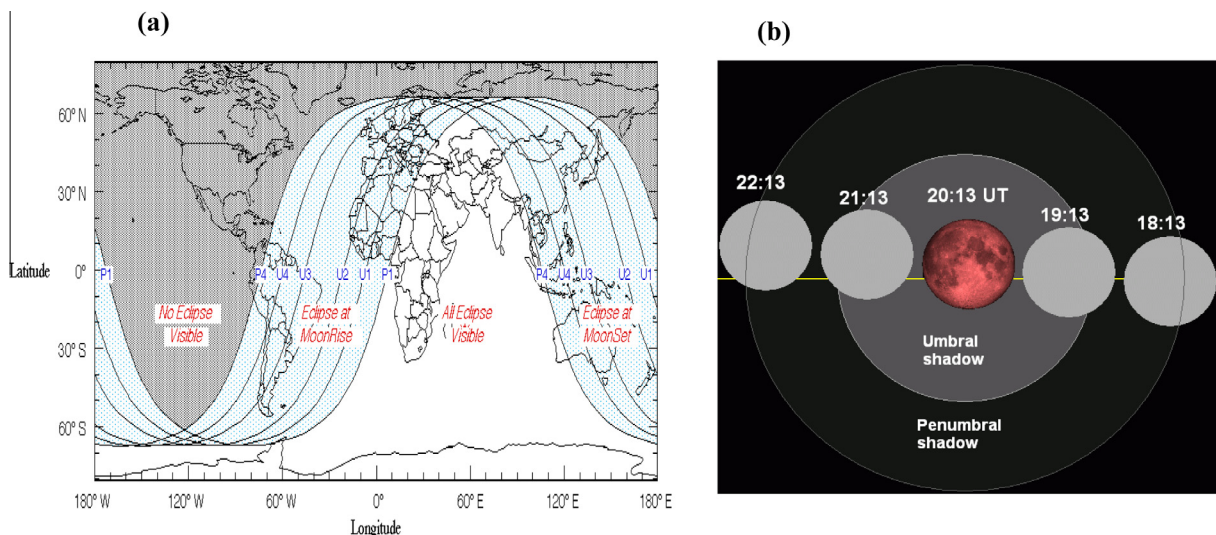 (a)
60° N
30° N
Latitude
0°
30° S
60° S
P1
P4 U4 U3 U2 U1 P1
P4 U4 U3 U2 U1
No Eclipse
Visible
Eclipse at
MoonRise
All Eclipse
Visible
Eclipse at
MoonSet
180° W 120° W 60° W 0° 60° E 120° E 180° E
Longitude
(b)
22:13
21:13
20:13 UT
19:13
18:13
Umbral
shadow
Penumbral
shadow